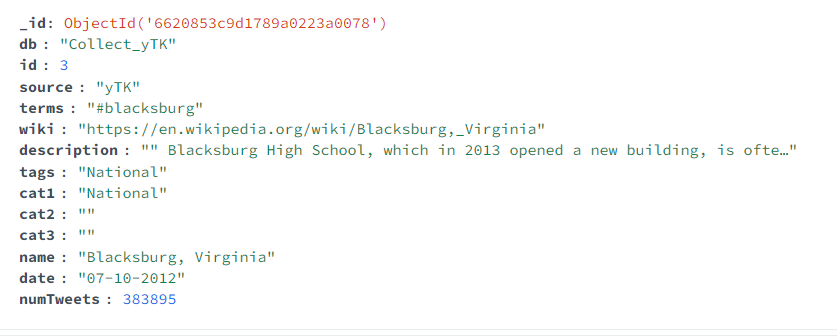 _id: ObjectId('6620853c9d1789a0223a0078')
db : "Collect_yTK"
id : 3
source : "yTK"
terms : "#blacksburg"
wiki : "https://en.wikipedia.org/wiki/Blacksburg,_Virginia"
description : "" Blacksburg High School, which in 2013 opened a new building, is ofte…"
tags : "National"
cat1 : "National"
cat2 : ""
cat3 : ""
name : "Blacksburg, Virginia"
date : "07-10-2012"
numTweets : 383895